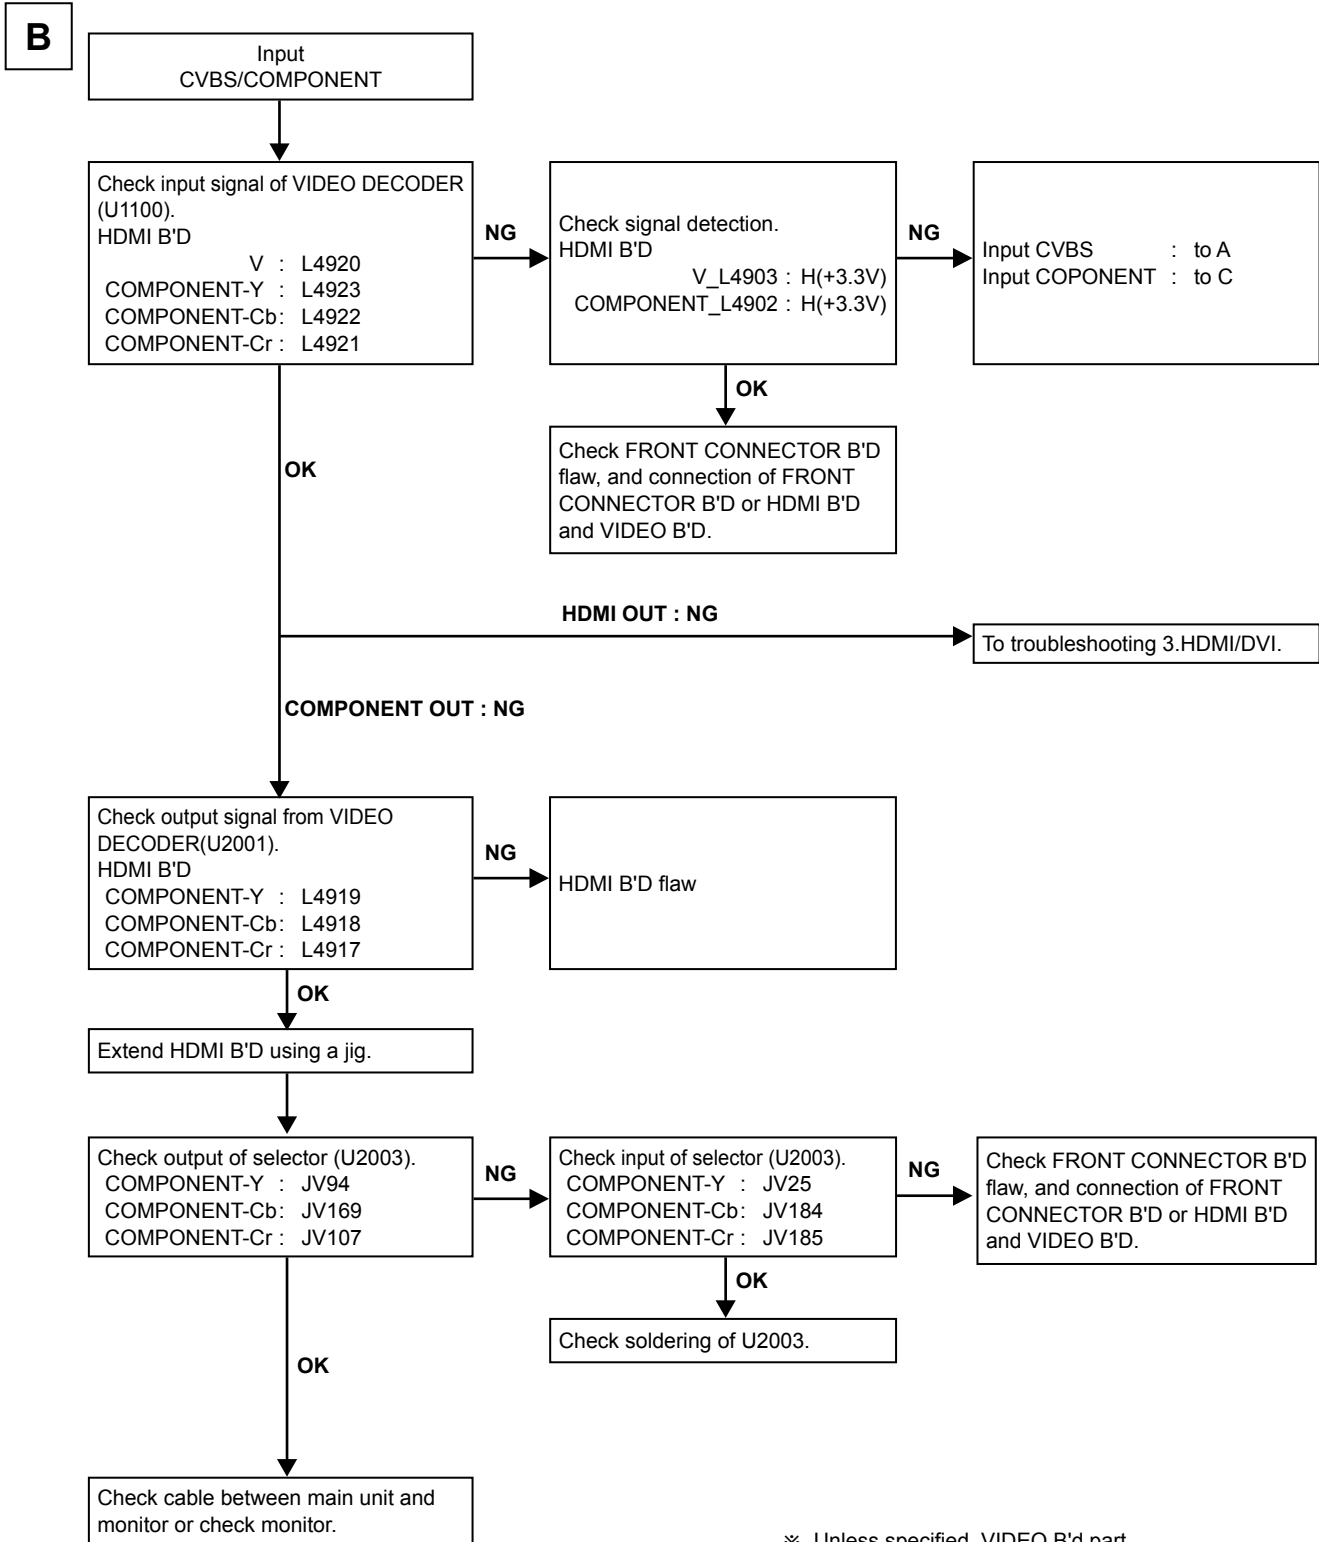 B
Input
CVBS/COMPONENT
Check input signal of VIDEO DECODER
(U1100).
HDMI B'D
V : L4920
COMPONENT-Y : L4923
COMPONENT-Cb: L4922
COMPONENT-Cr : L4921
NG
Check signal detection.
HDMI B'D
V_L4903 : H(+3.3V)
COMPONENT_L4902 : H(+3.3V)
NG
Input CVBS : to A
Input COPONENT : to C
OK
Check FRONT CONNECTOR B'D
flaw, and connection of FRONT
CONNECTOR B'D or HDMI B'D
and VIDEO B'D.
OK
HDMI OUT : NG
To troubleshooting 3.HDMI/DVI.
COMPONENT OUT : NG
Check output signal from VIDEO
DECODER(U2001).
HDMI B'D
COMPONENT-Y : L4919
COMPONENT-Cb: L4918
COMPONENT-Cr : L4917
NG
HDMI B'D flaw
OK
Extend HDMI B'D using a jig.
Check output of selector (U2003).
COMPONENT-Y : JV94
COMPONENT-Cb: JV169
COMPONENT-Cr : JV107
NG
Check input of selector (U2003).
COMPONENT-Y : JV25
COMPONENT-Cb: JV184
COMPONENT-Cr : JV185
NG
Check FRONT CONNECTOR B'D
flaw, and connection of FRONT
CONNECTOR B'D or HDMI B'D
and VIDEO B'D.
OK
Check soldering of U2003.
OK
Check cable between main unit and
monitor or check monitor.
※ Unless specified, VIDEO B'd part